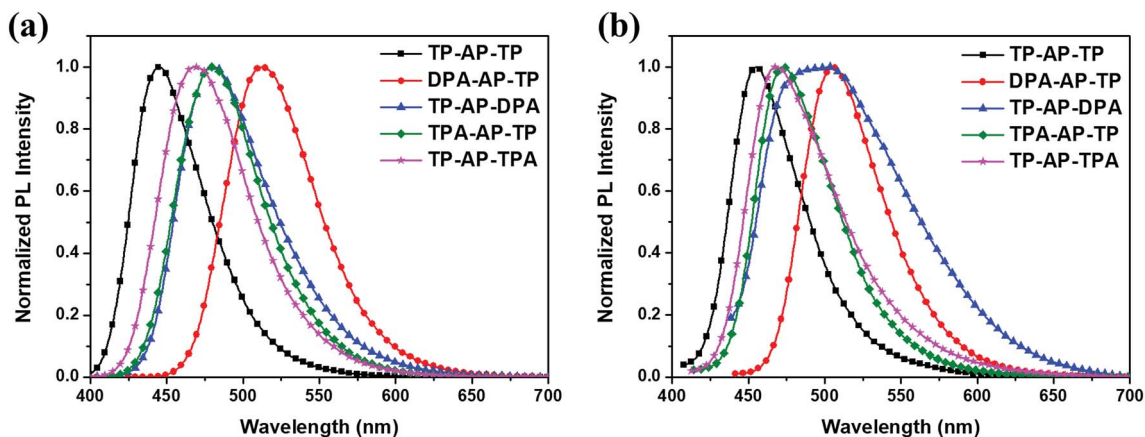 (a)
TP-AP-TP
DPA-AP-TP
TP-AP-DPA
TPA-AP-TP
TP-AP-TPA
Normalized PL Intensity
1.0
0.8
0.6
0.4
0.2
0.0
400 450 500 550 600 650 700
Wavelength (nm)
(b)
TP-AP-TP
DPA-AP-TP
TP-AP-DPA
TPA-AP-TP
TP-AP-TPA
Normalized PL Intensity
1.0
0.8
0.6
0.4
0.2
0.0
400 450 500 550 600 650 700
Wavelength (nm)